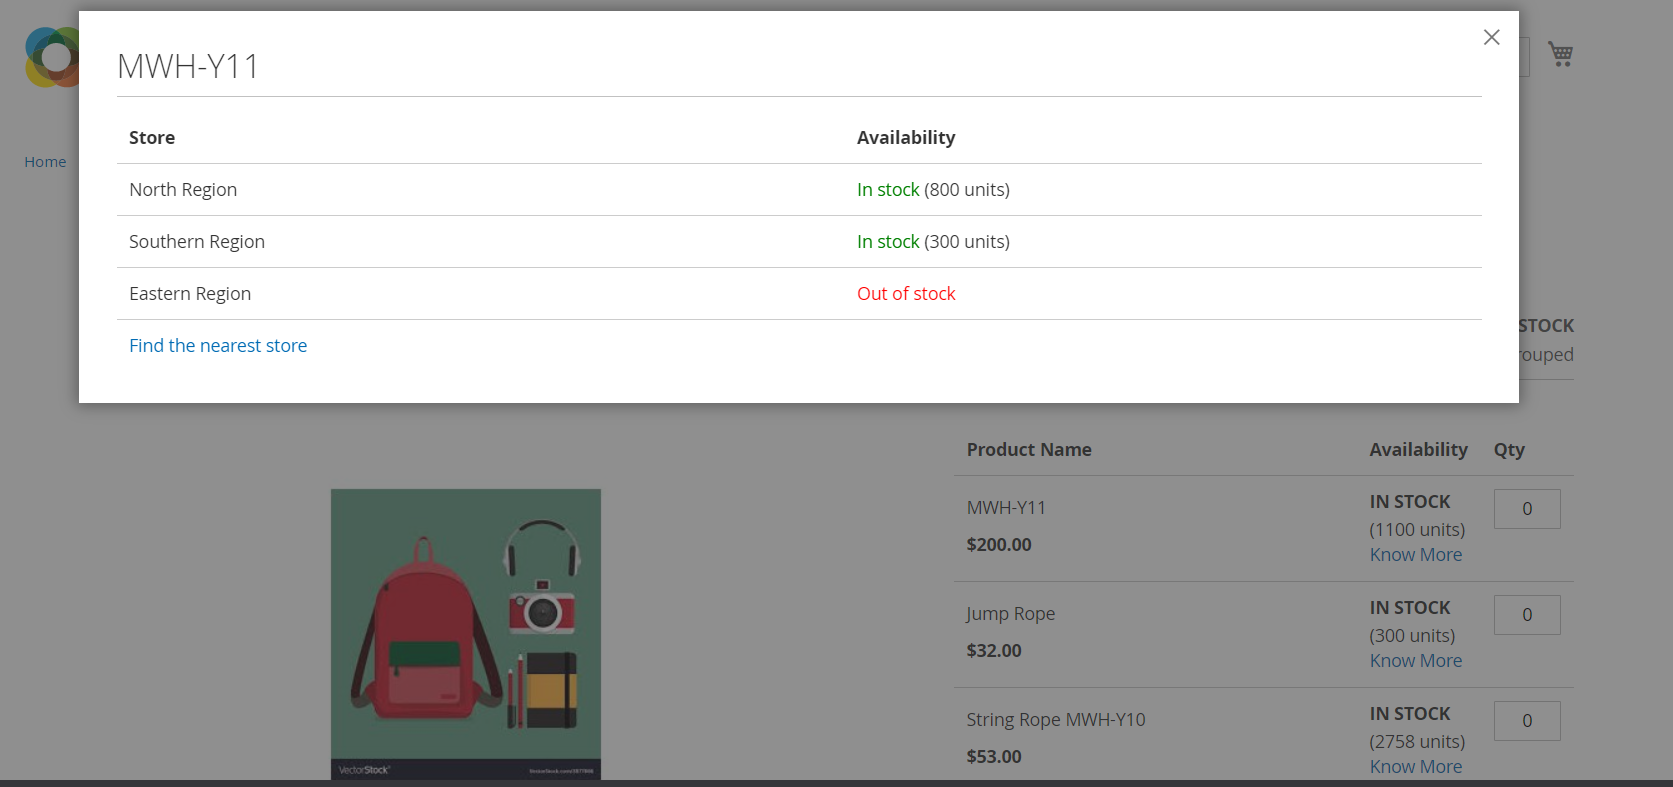 MWH-Y11
Store Availability
North Region In stock (800 units)
Southern Region In stock (300 units)
Eastern Region Out of stock
Find the nearest store
Home
STOCK
rouped
Product Name Availability Qty
MWH-Y11
$200.00
IN STOCK
(1100 units)
Know More
0
Jump Rope
$32.00
IN STOCK
(300 units)
Know More
0
String Rope MWH-Y10
$53.00
IN STOCK
(2758 units)
Know More
0
VectorStock®